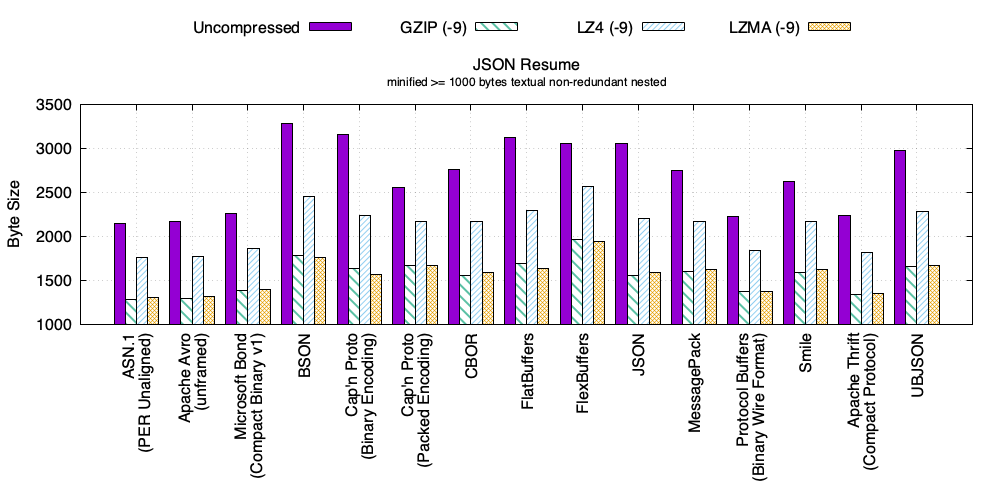 Uncompressed GZIP (-9) LZ4 (-9) LZMA (-9)
JSON Resume
minified >= 1000 bytes textual non-redundant nested
Byte Size
3500
3000
2500
2000
1500
1000
ASN.1
(PER Unaligned)
Apache Avro
(unframed)
Microsoft Bond
(Compact Binary v1)
BSON
Cap'n Proto
(Binary Encoding)
Cap'n Proto
(Packed Encoding)
CBOR
FlatBuffers
FlexBuffers
JSON
MessagePack
Protocol Buffers
(Binary Wire Format)
Smile
Apache Thrift
(Compact Protocol)
UBJSON